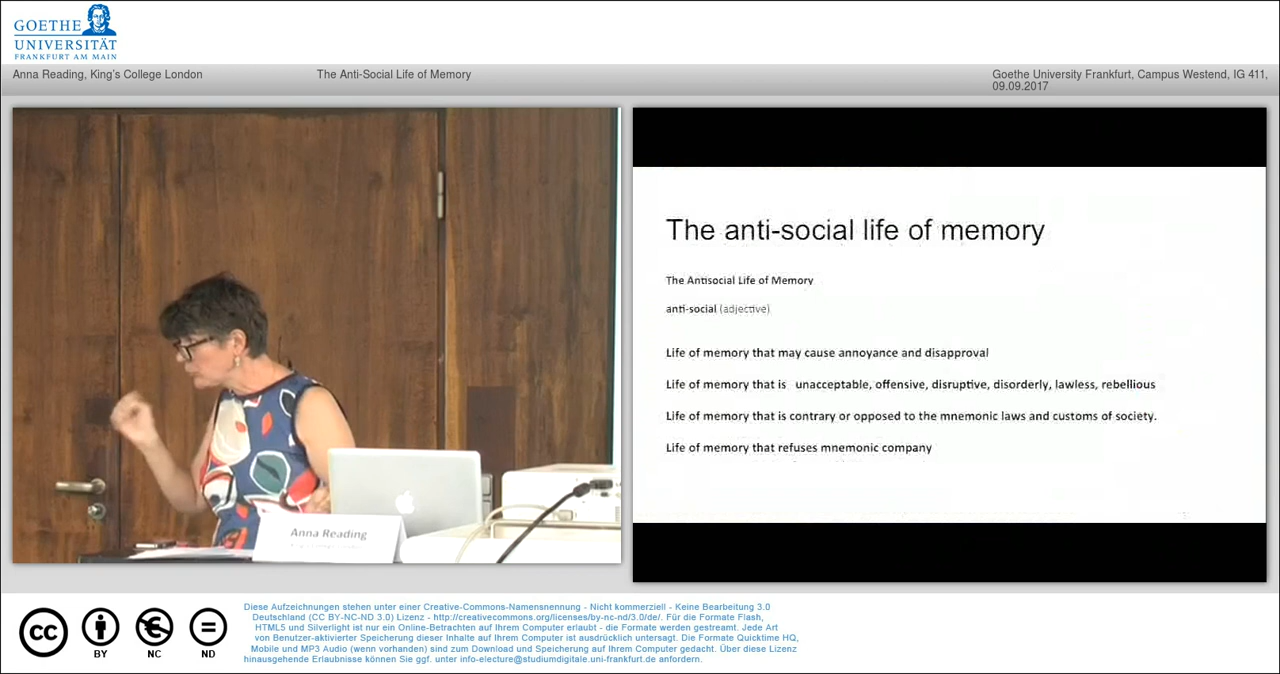 GOETHE
UNIVERSITÄT
FRANKFURT AM MAIN
Anna Reading, King's College London
The Anti-Social Life of Memory
Goethe University Frankfurt, Campus Westend, IG 411,
09.09.2017
The anti-social life of memory
The Antisocial Life of Memory
anti-social (adjective)
Life of memory that may cause annoyance and disapproval
Life of memory that is unacceptable, offensive, disruptive, disorderly, lawless, rebellious
Life of memory that is contrary or opposed to the mnemonic laws and customs of society.
Life of memory that refuses mnemonic company
Anna Reading
cc
BY
NC
ND
Diese Aufzeichnungen stehen unter einer Creative-Commons-Namensnennung - Nicht kommerziell - Keine Bearbeitung 3.0
Deutschland (CC BY-NC-ND 3.0) Lizenz - http://creativecommons.org/licenses/by-nc-nd/3.0/de/. Für die Formate Flash,
HTML5 und Silverlight ist nur ein Online-Betrachten auf Ihrem Computer erlaubt - die Formate werden gestreamt. Jede Art
von Benutzer-aktivierter Speicherung dieser Inhalte auf Ihrem Computer ist ausdrücklich untersagt. Die Formate Quicktime HQ,
Mobile und MP3 Audio (wenn vorhanden) sind zum Download und Speicherung auf Ihrem Computer gedacht. Über diese Lizenz
hinausgehende Erlaubnisse können Sie ggf. unter info-electure@studiumdigitale.uni-frankfurt.de anfordern.